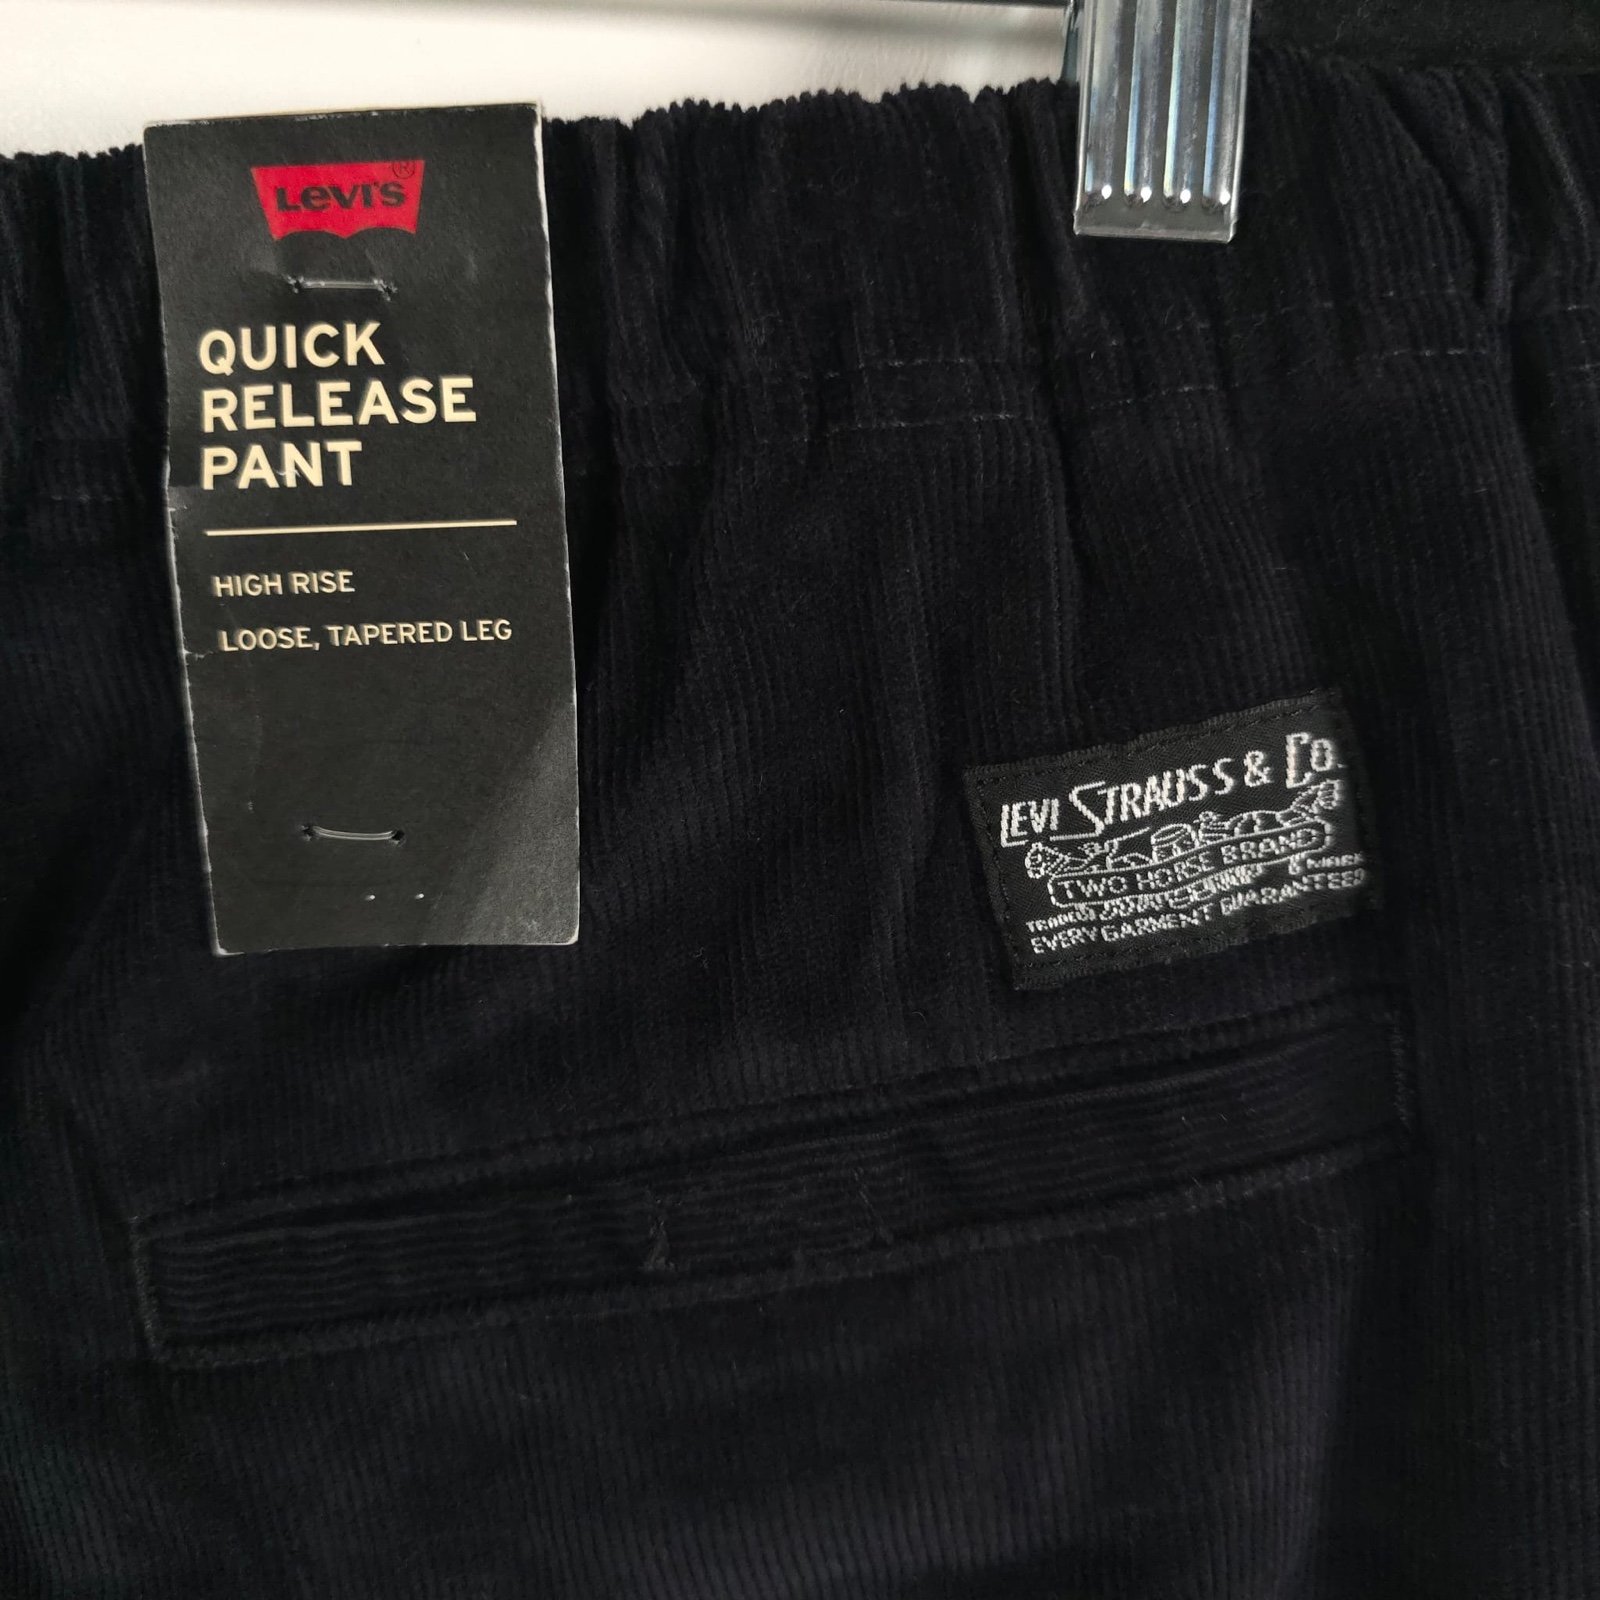 Levi's®
QUICK
RELEASE
PANT
HIGH RISE
LOOSE, TAPERED LEG
LEVI STRAUSS & CO.
TWO HORSE BRAND
EVERY GARMENT GUARANTEED